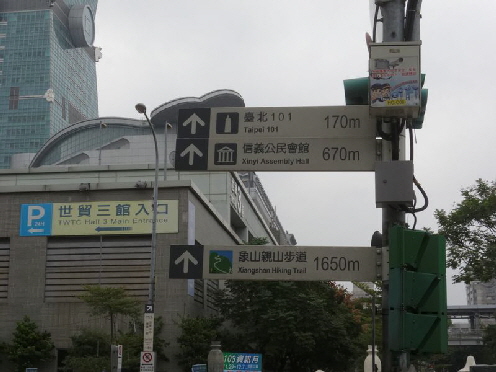 臺北101 170m
Taipei 101
信義公民會館 670m
Xinyi Assembly Hall
P 世貿三館入口
TWTC Hall 3 Main Entrance
象山親山步道 1650m
Xiangshan Hiking Trail